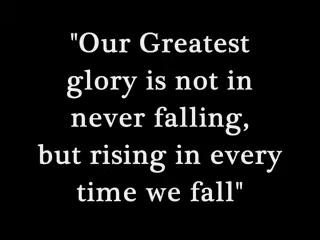 "Our Greatest
glory is not in
never falling,
but rising in every
time we fall"